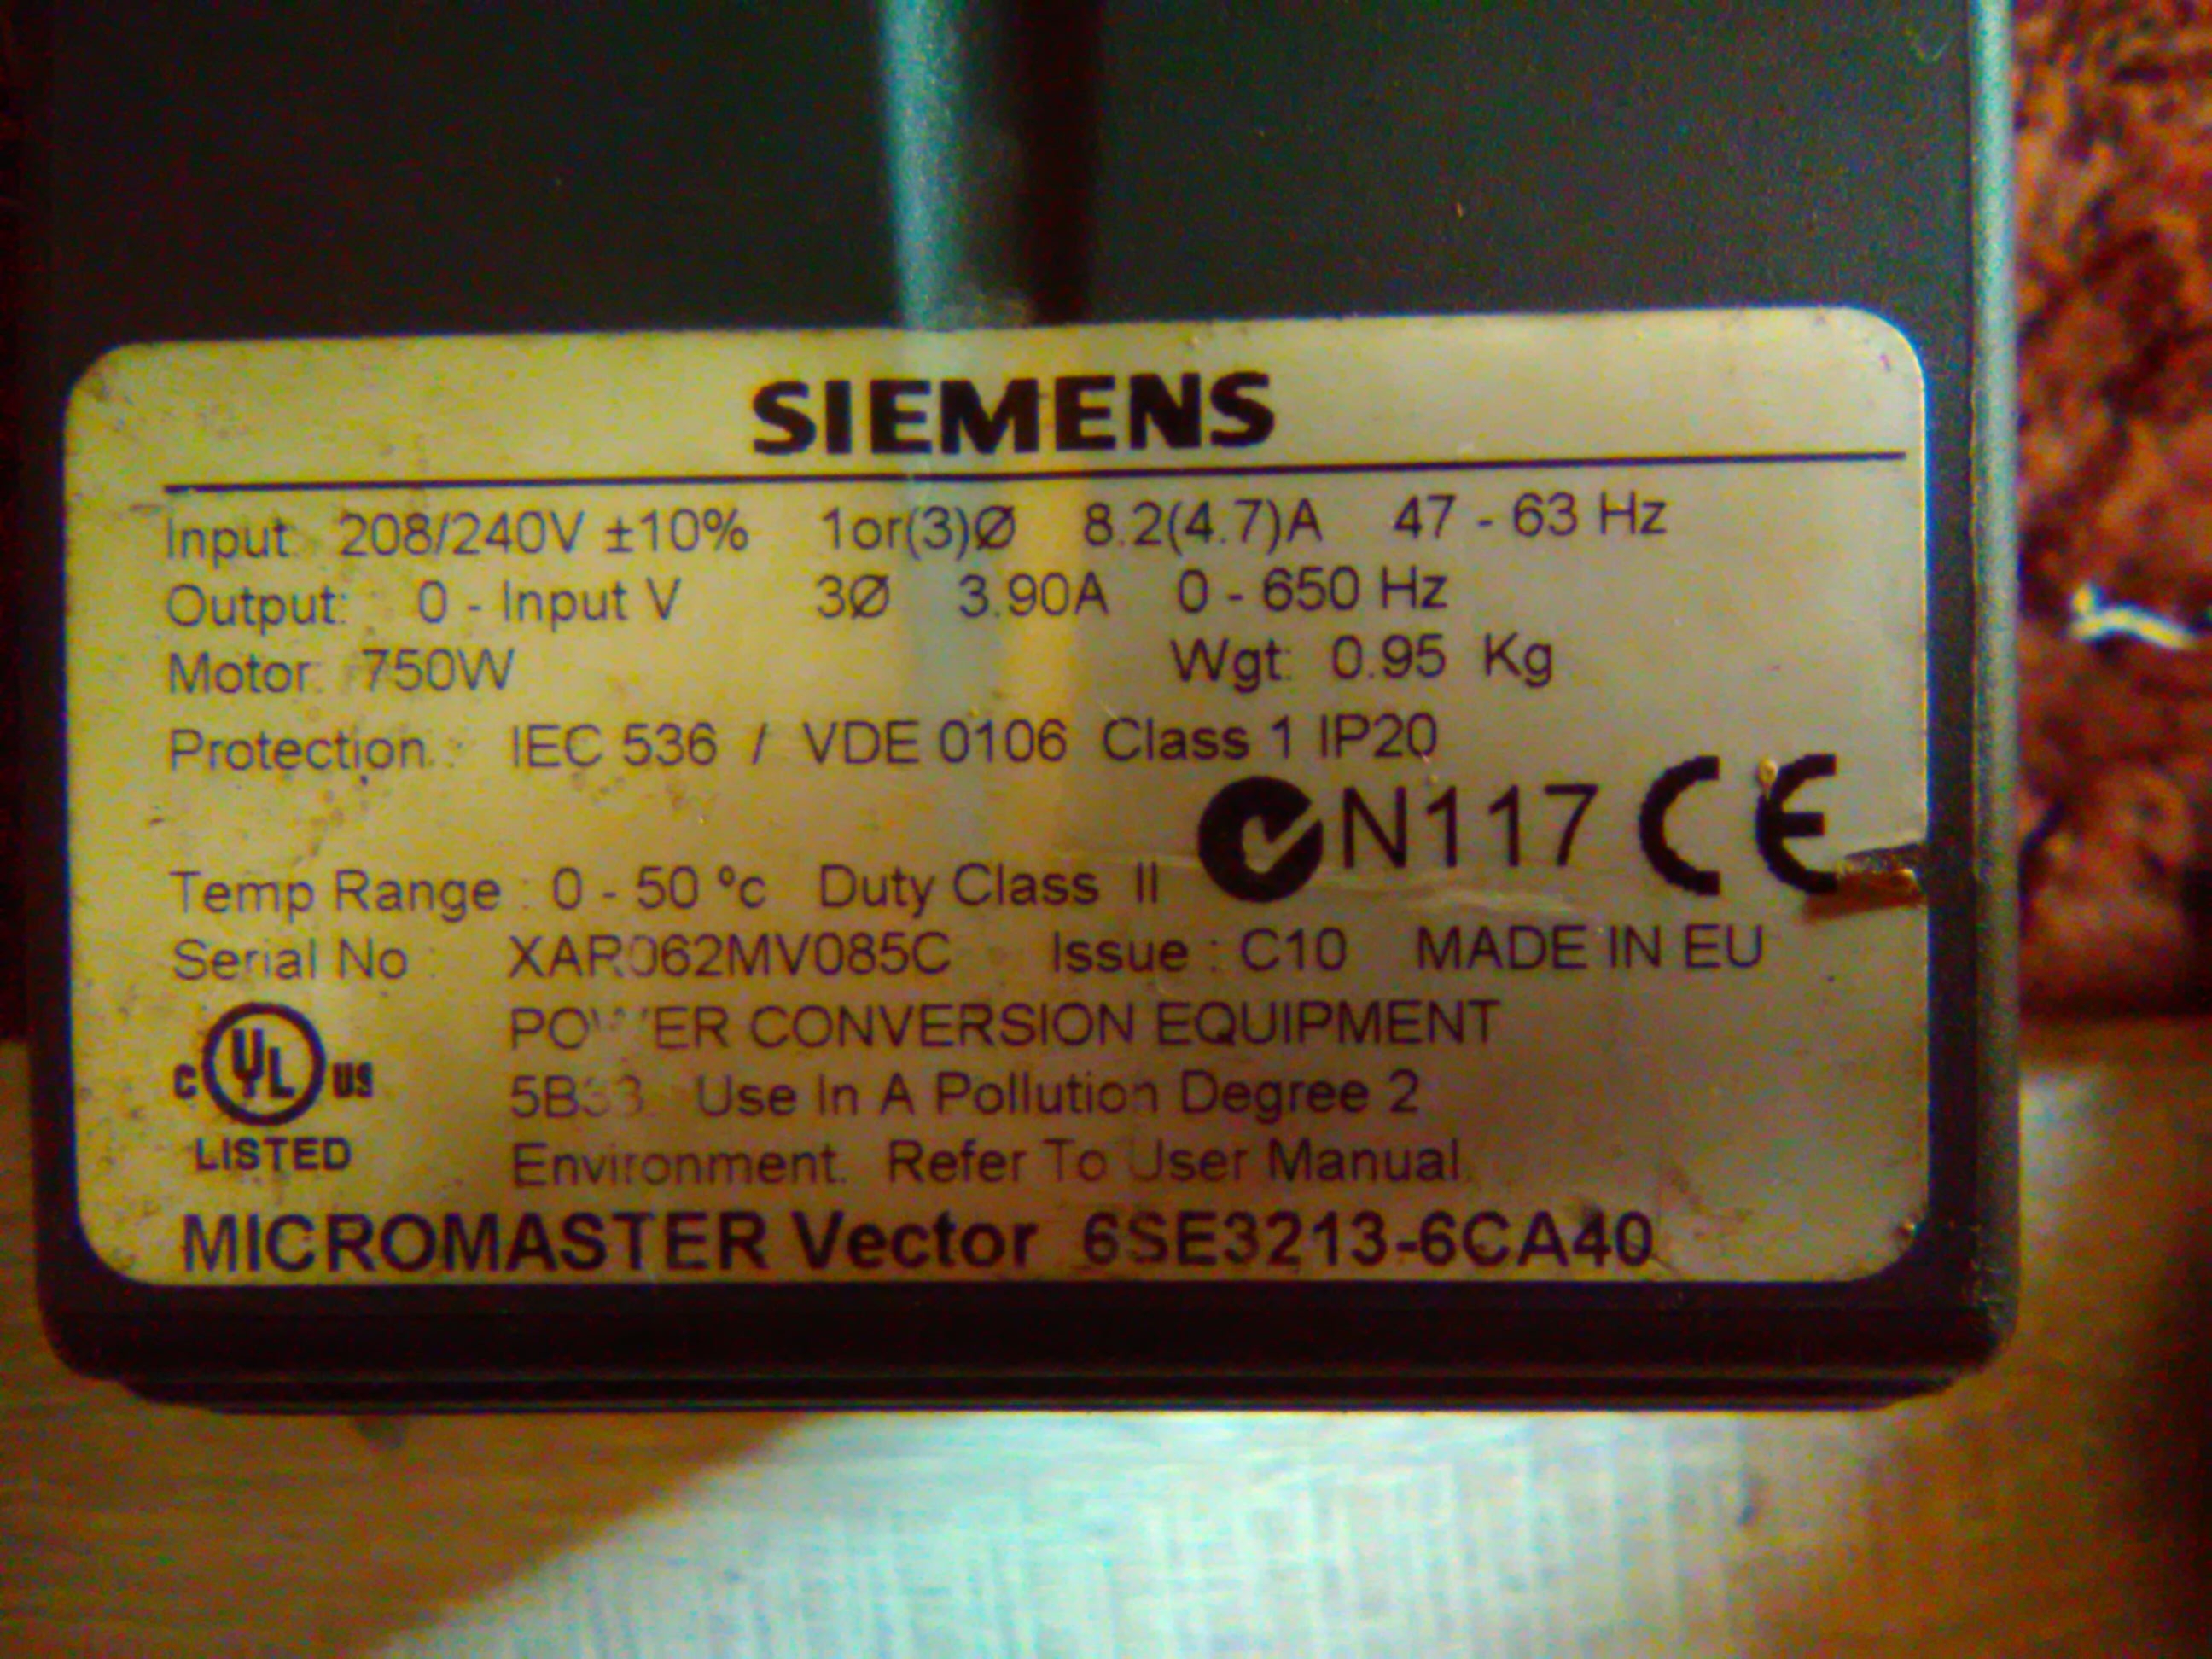 SIEMENS
Input: 208/240V ±10% 1or(3)Ø 8.2(4.7)A 47 - 63 Hz
Output: 0 - Input V 3Ø 3.90A 0 - 650 Hz
Motor: 750W Wgt: 0.95 Kg
Protection : IEC 536 / VDE 0106 Class 1 IP20
N117 CE
Temp Range : 0 - 50 °c Duty Class II
Serial No : XAR062MV085C Issue : C10 MADE IN EU
C UL US POWER CONVERSION EQUIPMENT
5B33 Use In A Pollution Degree 2
LISTED Environment. Refer To User Manual.
MICROMASTER Vector 6SE3213-6CA40